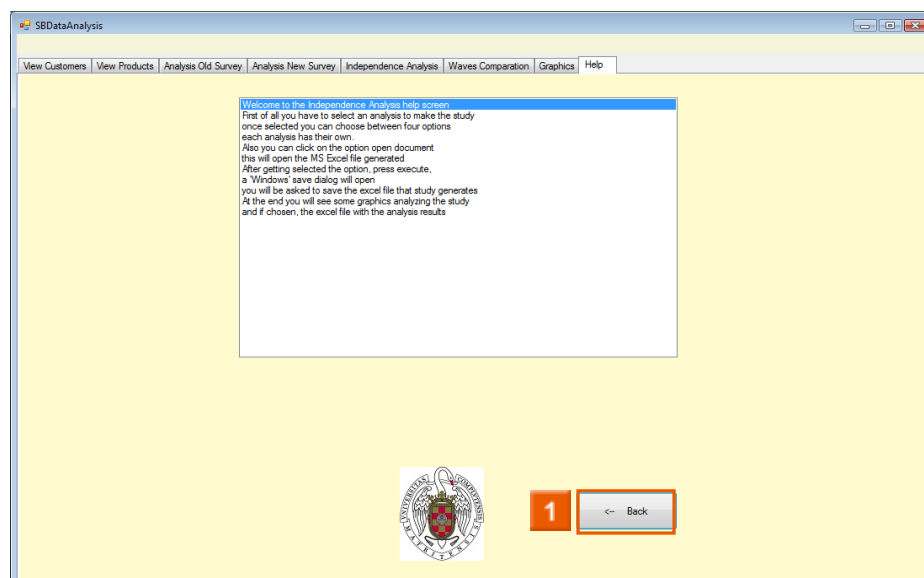 SBDataAnalysis
View Customers View Products Analysis Old Survey Analysis New Survey Independence Analysis Waves Comparation Graphics Help
Welcome to the Independence Analysis help screen
First of all you have to select an analysis to make the study
once selected you can choose between four options
each analysis has their own.
Also you can click on the option open document
this will open the MS Excel file generated
After getting selected the option, press execute,
a 'Windows' save dialog will open
you will be asked to save the excel file that study generates
At the end you will see some graphics analyzing the study
and if chosen, the excel file with the analysis results
UNIVERSITAS COMPLUTENSIS
MATRITENSIS
1
<-- Back